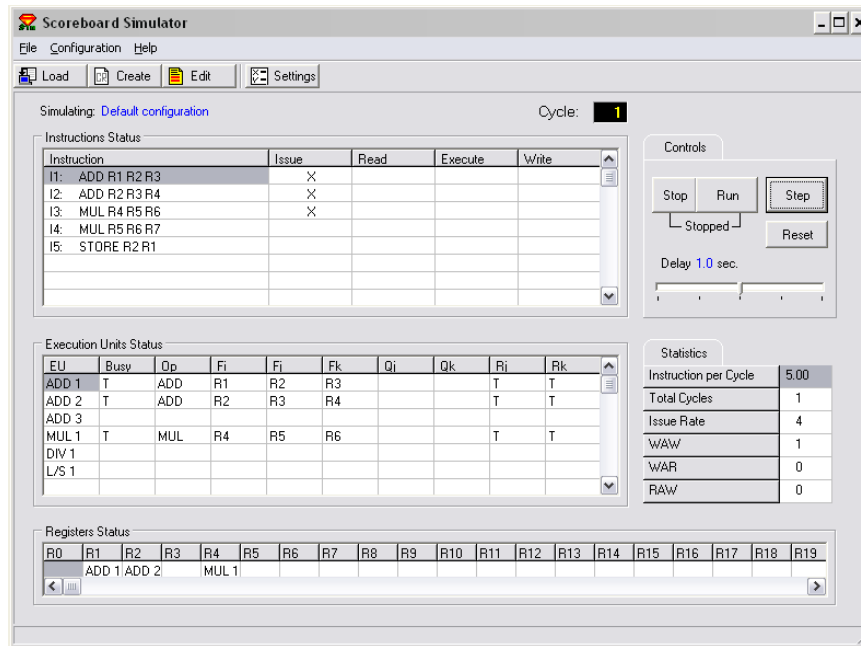 Scoreboard Simulator
File Configuration Help
Load Create Edit Settings
Simulating: Default configuration Cycle: 1
Instructions Status
Instruction Issue Read Execute Write
I1: ADD R1 R2 R3 X
I2: ADD R2 R3 R4 X
I3: MUL R4 R5 R6 X
I4: MUL R5 R6 R7
I5: STORE R2 R1
Controls
Stop Run Step
Stopped
Reset
Delay 1.0 sec.
Execution Units Status
EU Busy Op Fi Fj Fk Qj Qk Rj Rk
ADD 1 T ADD R1 R2 R3 T T
ADD 2 T ADD R2 R3 R4 T T
ADD 3
MUL 1 T MUL R4 R5 R6 T T
DIV 1
L/S 1
Statistics
Instruction per Cycle 5.00
Total Cycles 1
Issue Rate 4
WAW 1
WAR 0
RAW 0
Registers Status
R0 R1 R2 R3 R4 R5 R6 R7 R8 R9 R10 R11 R12 R13 R14 R15 R16 R17 R18 R19
ADD 1 ADD 2 MUL 1